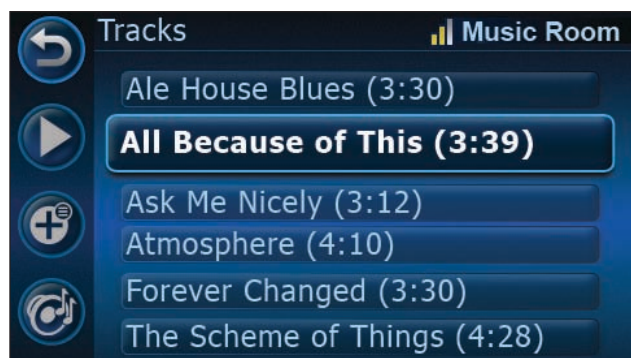 Tracks
Music Room
Ale House Blues (3:30)
All Because of This (3:39)
Ask Me Nicely (3:12)
Atmosphere (4:10)
Forever Changed (3:30)
The Scheme of Things (4:28)